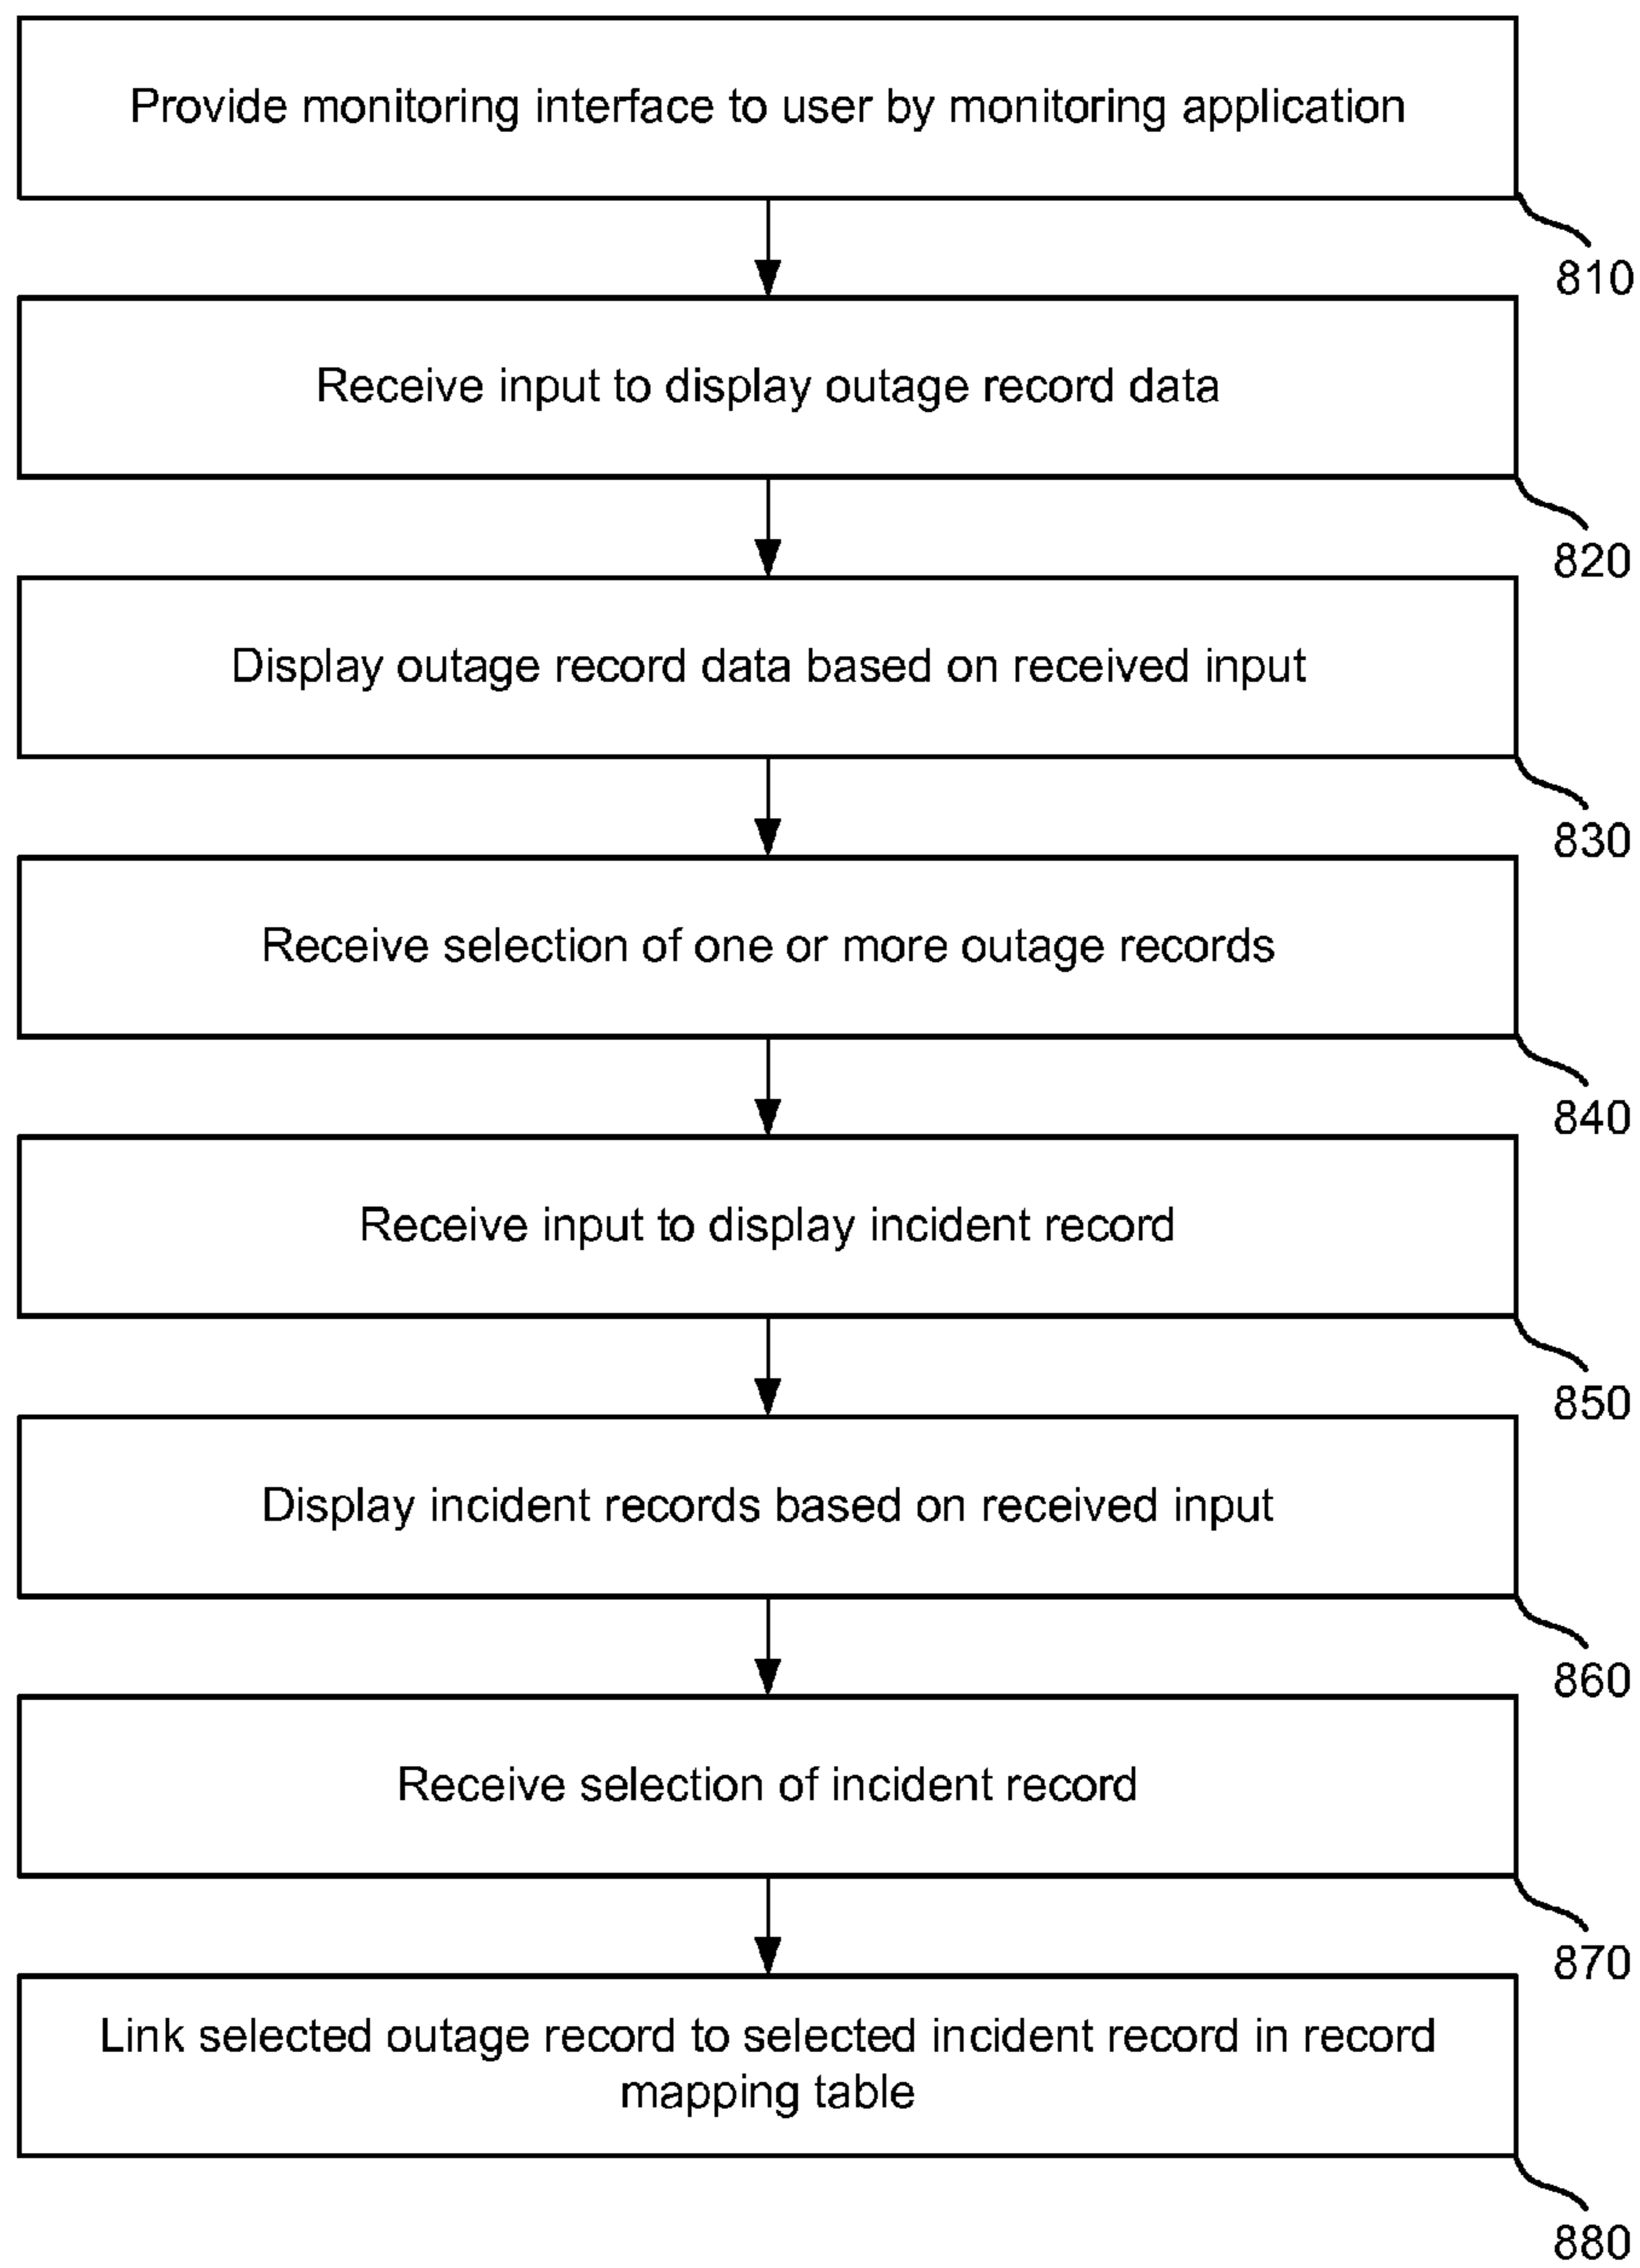 Provide monitoring interface to user by monitoring application
810
Receive input to display outage record data
820
Display outage record data based on received input
830
Receive selection of one or more outage records
840
Receive input to display incident record
850
Display incident records based on received input
860
Receive selection of incident record
870
Link selected outage record to selected incident record in record
mapping table
880